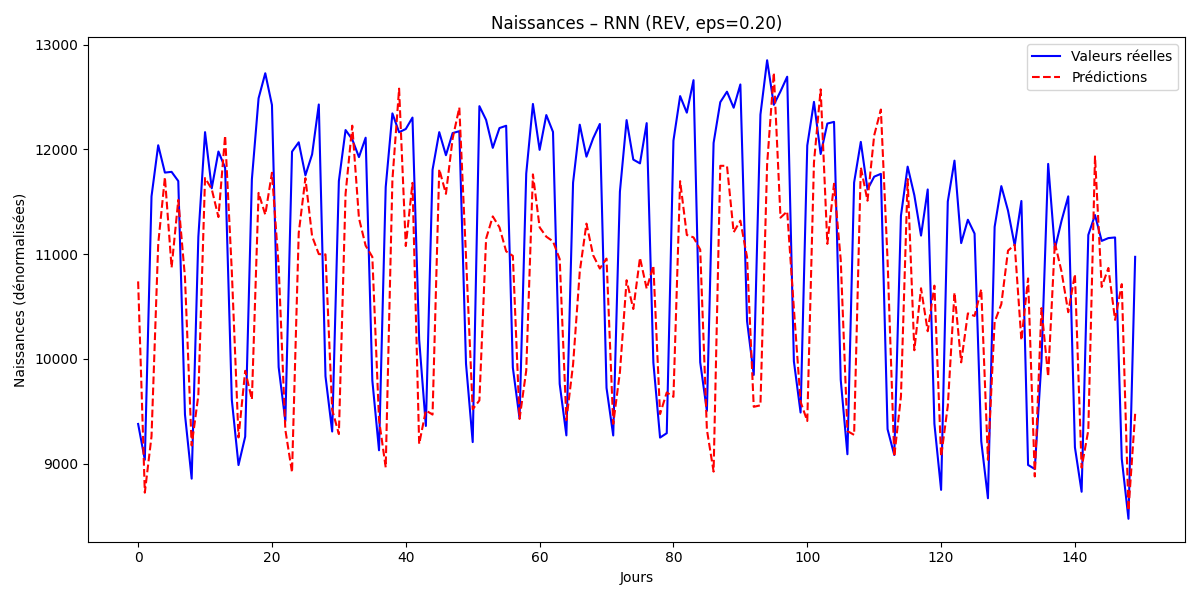 Naissances – RNN (REV, eps=0.20)
Valeurs réelles
Prédictions
Naissances (dénormalisées)
13000
12000
11000
10000
9000
0 20 40 60 80 100 120 140
Jours